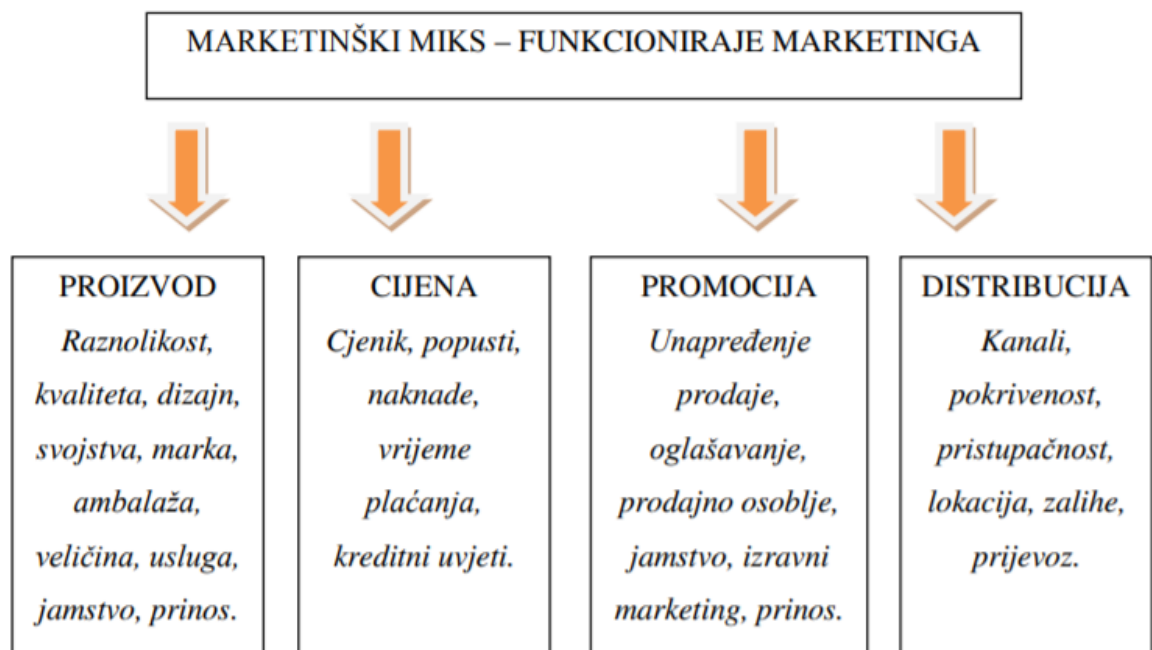 MARKETINŠKI MIKS – FUNKCIONIRAJE MARKETINGA
PROIZVOD
Raznolikost,
kvaliteta, dizajn,
svojstva, marka,
ambalaža,
veličina, usluga,
jamstvo, prinos.
CIJENA
Cjenik, popusti,
naknade,
vrijeme
plaćanja,
kreditni uvjeti.
PROMOCIJA
Unapređenje
prodaje,
oglašavanje,
prodajno osoblje,
jamstvo, izravni
marketing, prinos.
DISTRIBUCIJA
Kanali,
pokrivenost,
pristupačnost,
lokacija, zalihe,
prijevoz.